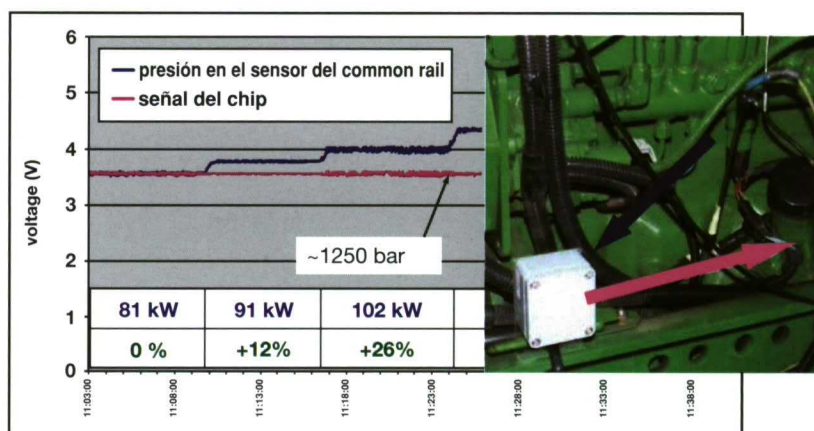 6
5
4
3
2
1
0
voltage (V)
presión en el sensor del common rail
señal del chip
~1250 bar
81 kW 91 kW 102 kW
0 % +12% +26%
11:03:00 11:08:00 11:13:00 11:18:00 11:23:00 11:28:00 11:33:00 11:38:00